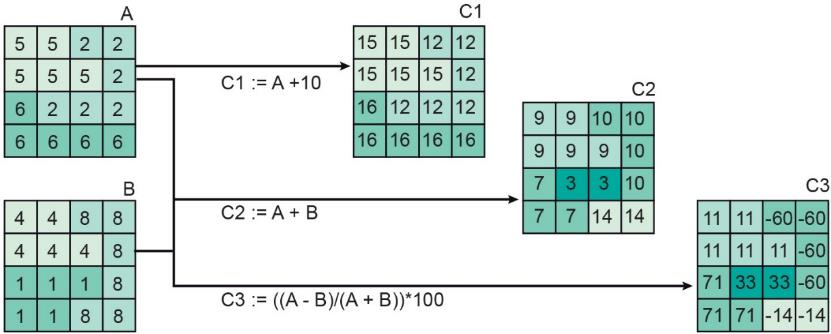 A
5 5 2 2
5 5 5 2
6 2 2 2
6 6 6 6
C1 := A +10
C1
15 15 12 12
15 15 15 12
16 12 12 12
16 16 16 16
B
4 4 8 8
4 4 4 8
1 1 1 8
1 1 8 8
C2 := A + B
C2
9 9 10 10
9 9 9 10
7 3 3 10
7 7 14 14
C3 := ((A - B)/(A + B))*100
C3
11 11 -60 -60
11 11 11 -60
71 33 33 -60
71 71 -14 -14